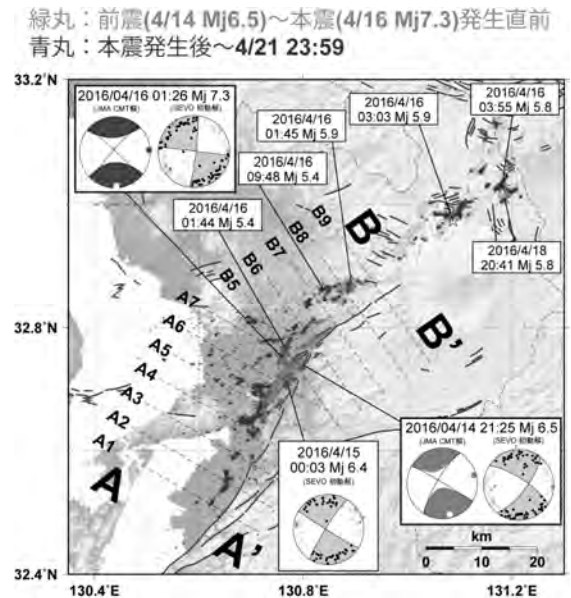 緑丸：前震(4/14 Mj6.5)～本震(4/16 Mj7.3)発生直前
青丸：本震発生後～4/21 23:59
33.2˚N
2016/04/16 01:26 Mj 7.3
(JMA CMT解)
(SEVO 初動解)
2016/4/16
01:45 Mj 5.9
2016/4/16
03:03 Mj 5.9
2016/4/16
03:55 Mj 5.8
2016/4/16
09:48 Mj 5.4
2016/4/16
01:44 Mj 5.4
B9
B8
B7
B6
B5
B
4/18
20:41 Mj 5.8
A7
A6
A5
A4
A3
A2
A1
32.8˚N
B'
A
A'
2016/4/15
00:03 Mj 6.4
(SEVO 初動解)
2016/04/14 21:25 Mj 6.5
(JMA CMT解)
(SEVO 初動解)
km
0 10 20
32.4˚N
130.4˚E
130.8˚E
131.2˚E